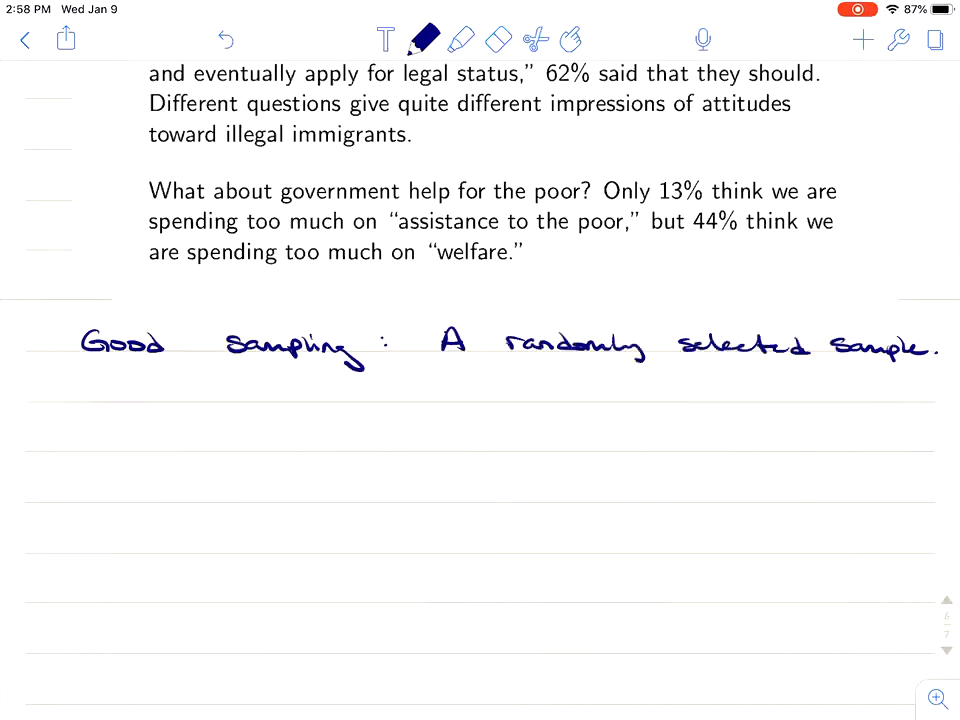 2:58 PM Wed Jan 9 87%
T
and eventually apply for legal status,” 62% said that they should.
Different questions give quite different impressions of attitudes
toward illegal immigrants.
What about government help for the poor? Only 13% think we are
spending too much on “assistance to the poor,” but 44% think we
are spending too much on “welfare.”
Good sampling: A randomly selected sample.
6
7